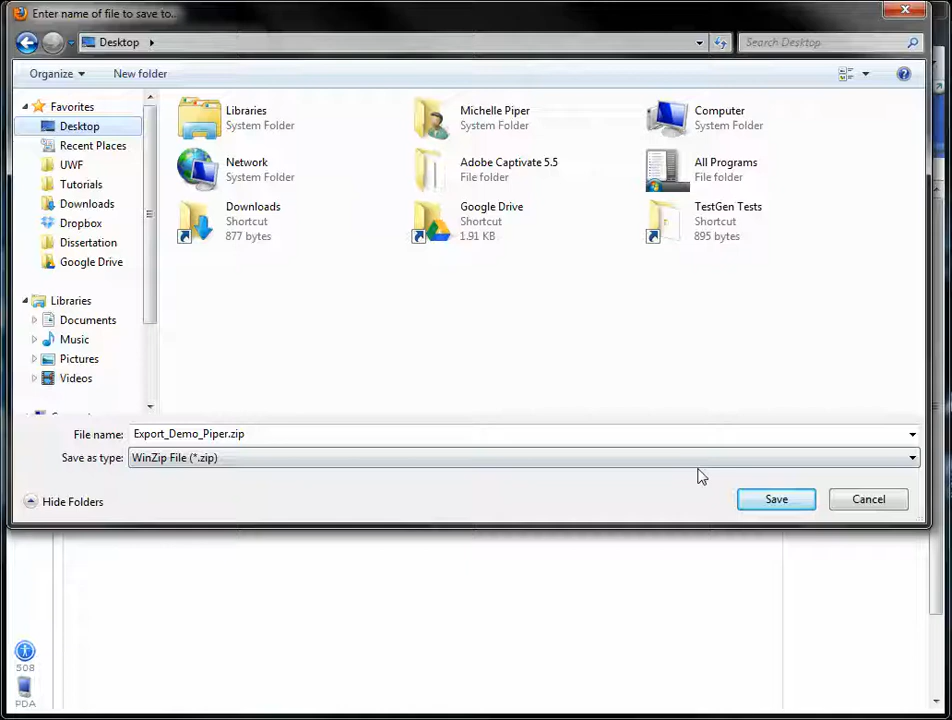 Enter name of file to save to..
Desktop
Search Desktop
Organize
New folder
Favorites
Desktop
Recent Places
UWF
Tutorials
Downloads
Dropbox
Dissertation
Google Drive
Libraries
Documents
Music
Pictures
Videos
Libraries
System Folder
Michelle Piper
System Folder
Computer
System Folder
Network
System Folder
Adobe Captivate 5.5
File folder
All Programs
File folder
Downloads
Shortcut
877 bytes
Google Drive
Shortcut
1.91 KB
TestGen Tests
Shortcut
895 bytes
File name: Export_Demo_Piper.zip
Save as type: WinZip File (*.zip)
Hide Folders
Save
Cancel
508
PDA